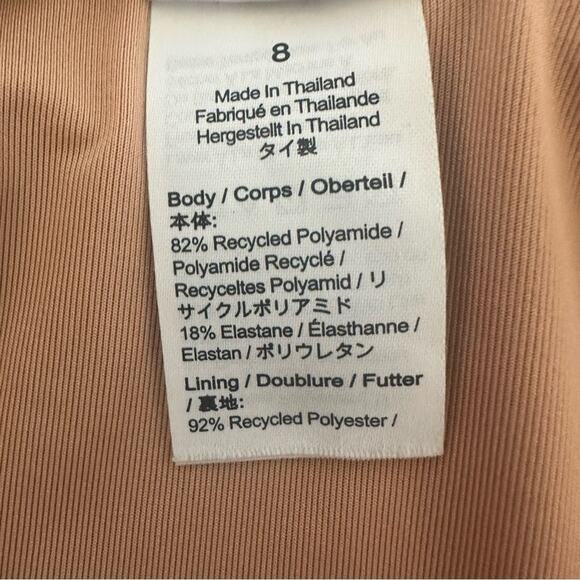 8
Made In Thailand
Fabriqué en Thaïlande
Hergestellt In Thailand
タイ製
Body / Corps / Oberteil /
本体:
82% Recycled Polyamide /
Polyamide Recyclé /
Recyceltes Polyamid / リ
サイクルポリアミド
18% Elastane / Élasthanne /
Elastan / ポリウレタン
Lining / Doublure / Futter
/ 裏地:
92% Recycled Polyester /